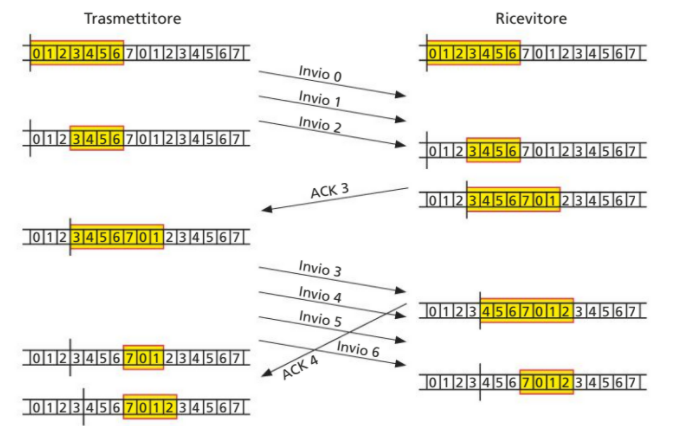 Trasmettitore
Ricevitore
0 1 2 3 4 5 6 7 0 1 2 3 4 5 6 7
0 1 2 3 4 5 6 7 0 1 2 3 4 5 6 7
Invio 0
Invio 1
Invio 2
0 1 2 3 4 5 6 7 0 1 2 3 4 5 6 7
0 1 2 3 4 5 6 7 0 1 2 3 4 5 6 7
ACK 3
0 1 2 3 4 5 6 7 0 1 2 3 4 5 6 7
0 1 2 3 4 5 6 7 0 1 2 3 4 5 6 7
Invio 3
Invio 4
Invio 5
Invio 6
ACK 4
0 1 2 3 4 5 6 7 0 1 2 3 4 5 6 7
0 1 2 3 4 5 6 7 0 1 2 3 4 5 6 7
0 1 2 3 4 5 6 7 0 1 2 3 4 5 6 7
0 1 2 3 4 5 6 7 0 1 2 3 4 5 6 7